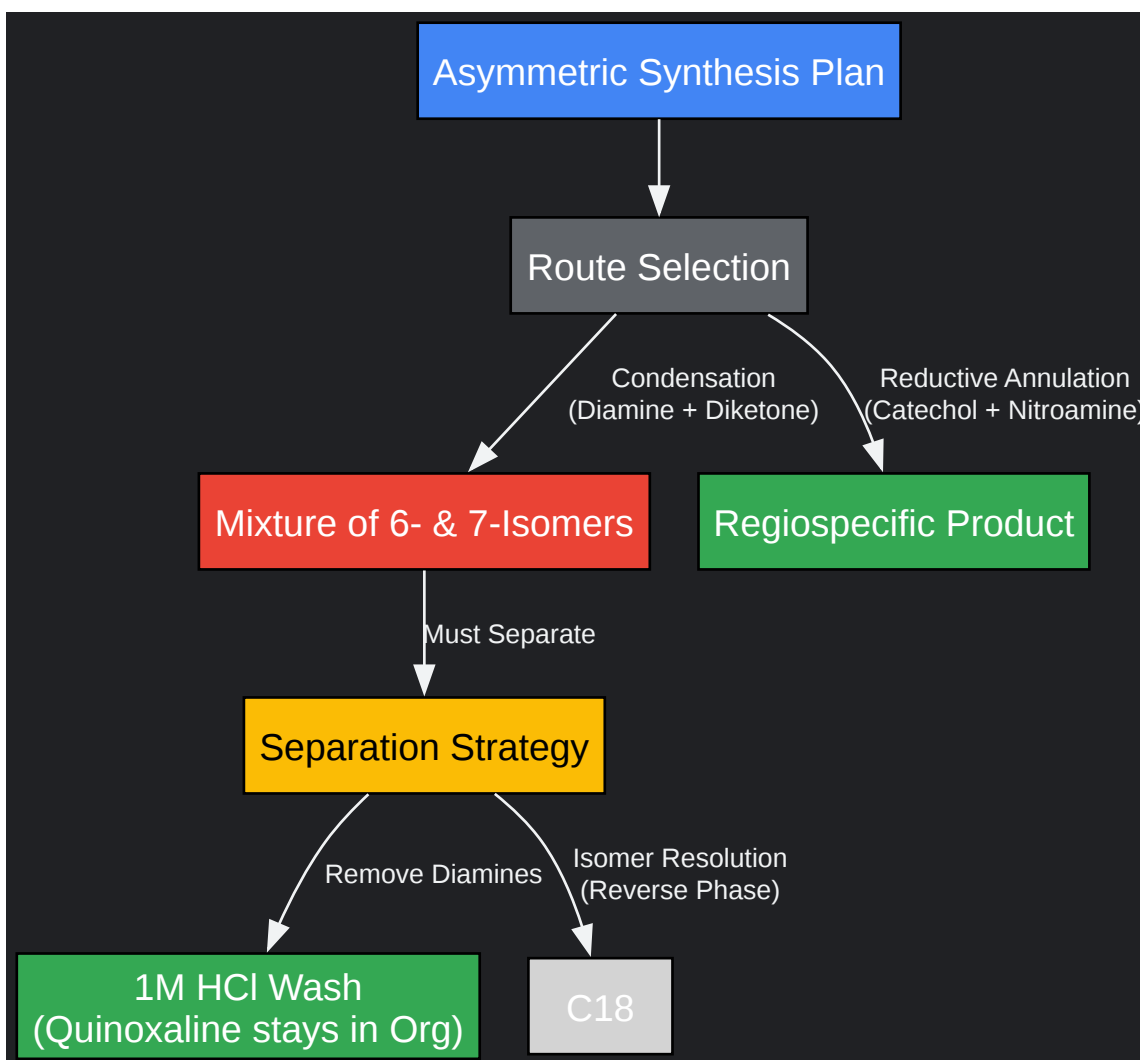 Asymmetric Synthesis Plan
Route Selection
Condensation
(Diamine + Diketone)
Reductive Annulation
(Catechol + Nitroamine)
Mixture of 6- & 7-Isomers
Regiospecific Product
Must Separate
Separation Strategy
Remove Diamines
Isomer Resolution
(Reverse Phase)
1M HCl Wash
(Quinoxaline stays in Org)
C18